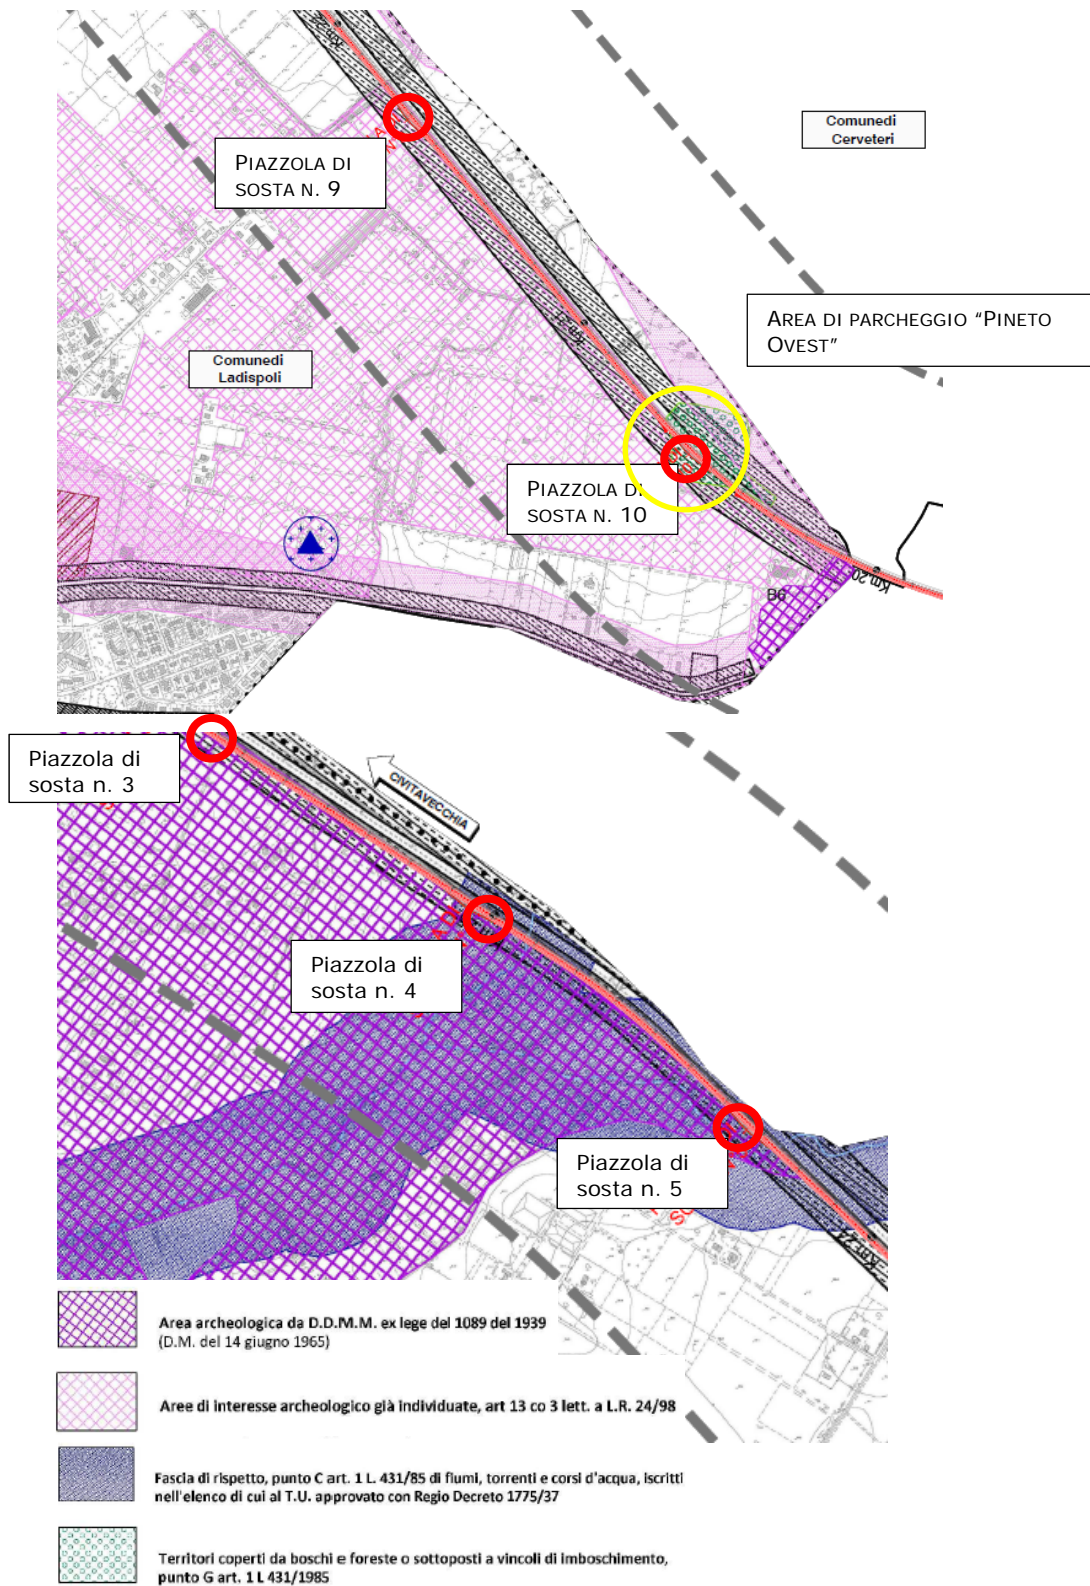 Km.22
Comunedi
Cerveteri
PIAZZOLA DI
SOSTA N. 9
AREA DI PARCHEGGIO “PINETO
OVEST”
Comunedi
Ladispoli
PIAZZOLA DI
SOSTA N. 10
Km.20
B6
Piazzola di
sosta n. 3
CIVITAVECCHIA
Piazzola di
sosta n. 4
Piazzola di
sosta n. 5
Km.24
Area archeologica da D.D.M.M. ex lege del 1089 del 1939
(D.M. del 14 giugno 1965)
Aree di interesse archeologico già individuate, art 13 co 3 lett. a L.R. 24/98
Fascia di rispetto, punto C art. 1 L. 431/85 di fiumi, torrenti e corsi d'acqua, iscritti
nell'elenco di cui al T.U. approvato con Regio Decreto 1775/37
Territori coperti da boschi e foreste o sottoposti a vincoli di imboschimento,
punto G art. 1 L 431/1985